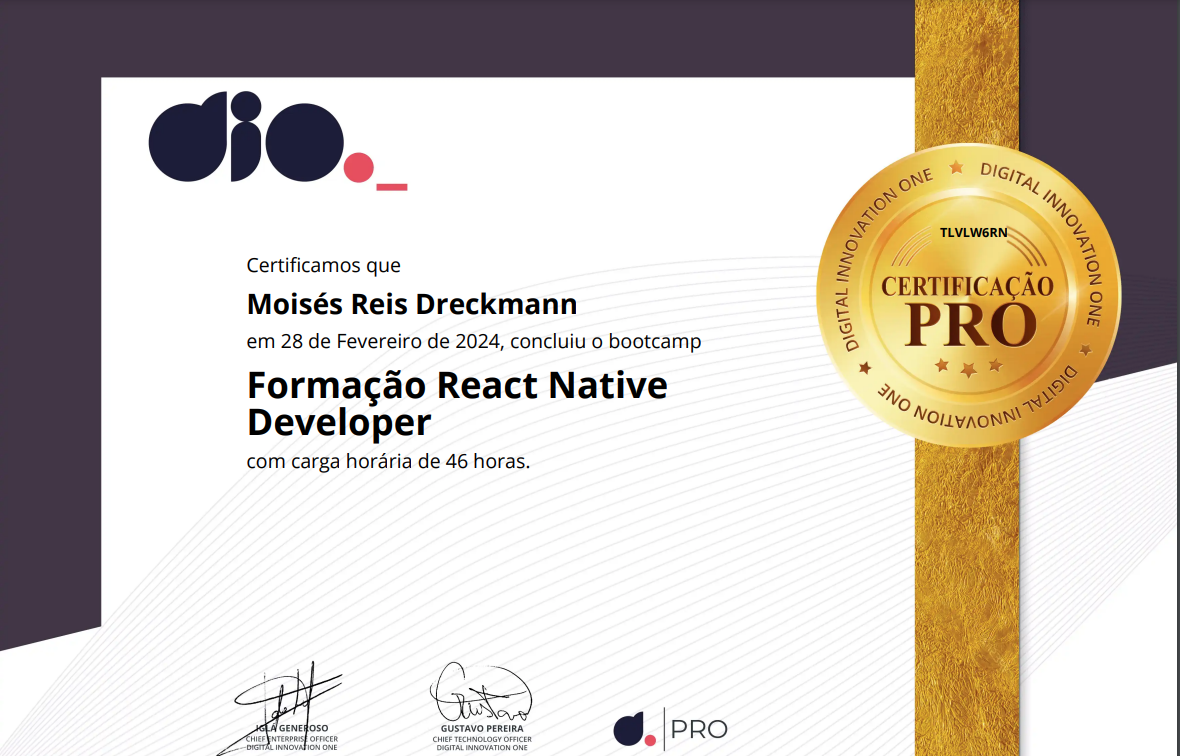 dio._
Certificamos que
Moisés Reis Dreckmann
em 28 de Fevereiro de 2024, concluiu o bootcamp
Formação React Native
Developer
com carga horária de 46 horas.
DIGITAL INNOVATION ONE
DIGITAL INNOVATION ONE
DIGITAL INNOVATION ONE
TLVLW6RN
CERTIFICAÇÃO
PRO
IGLA GENEROSO
CHIEF ENTERPRISE OFFICER
DIGITAL INNOVATION ONE
Gustavo
GUSTAVO PEREIRA
CHIEF TECHNOLOGY OFFICER
DIGITAL INNOVATION ONE
d. PRO